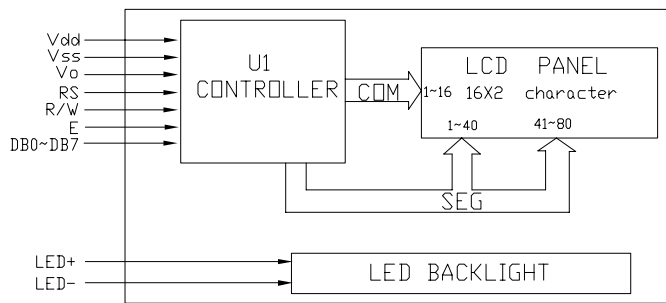 Vdd
Vss
Vo
RS
R/W
E
DB0~DB7
U1
CONTROLLER
COM
LCD PANEL
1~16 16X2 character
1~40 41~80
SEG
LED+
LED-
LED BACKLIGHT